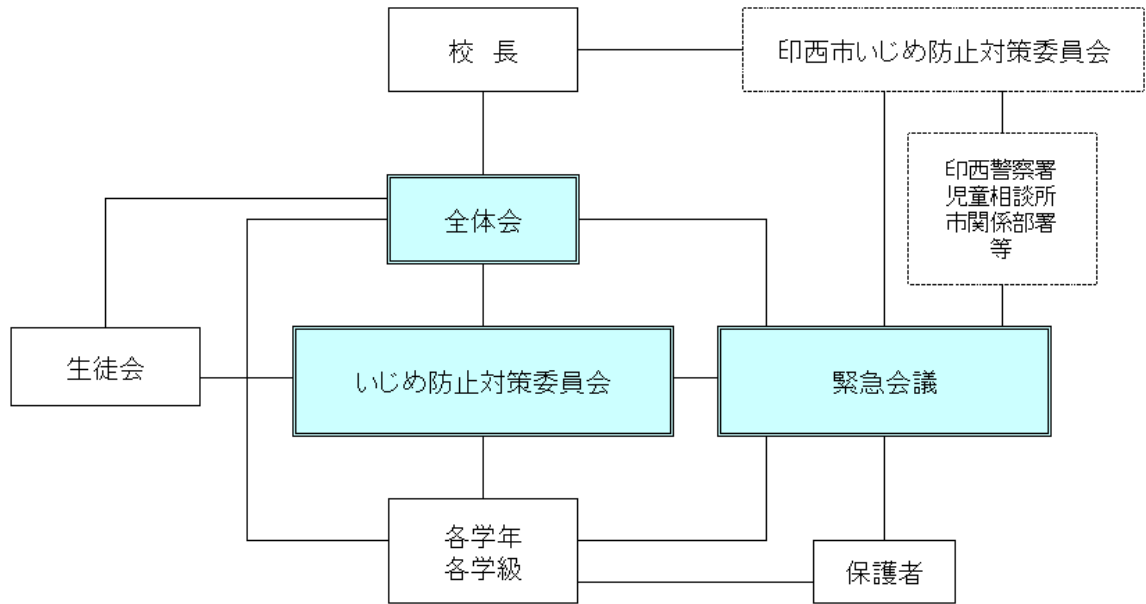 校 長
印西市いじめ防止対策委員会
印西警察署
児童相談所
市関係部署
等
全体会
生徒会
いじめ防止対策委員会
緊急会議
各学年
各学級
保護者